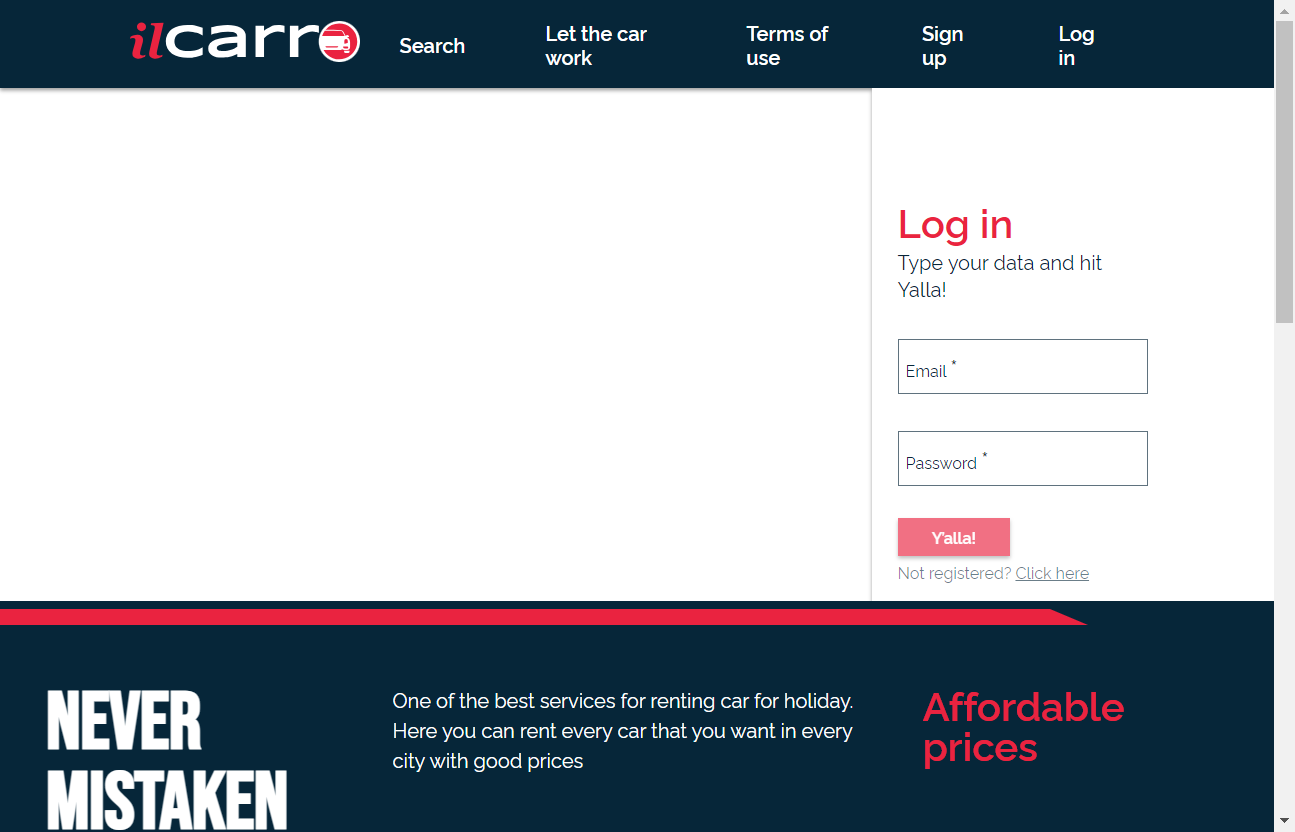 ilcarro
Search
Let the car
work
Terms of
use
Sign
up
Log
in
Log in
Type your data and hit
Yalla!
Email *
Password *
Y'alla!
Not registered? Click here
NEVER
MISTAKEN
One of the best services for renting car for holiday.
Here you can rent every car that you want in every
city with good prices
Affordable
prices